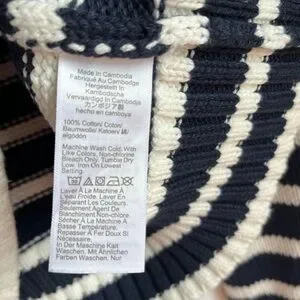 Made In Cambodia
Fabriqué Au Cambodge
Hergestellt In
Kambodscha
Vervaardigd In Cambodja
カンボジア製
hecho en camboya
100% Cotton/ Coton/
Baumwolle/ Katoen/ 綿/
algodón
Machine Wash Cold, With
Like Colors, Non-chlorine
Bleach Only, Tumble Dry
Low, Iron On Lowest
Setting.
Laver À La Machine À
L'eau Froide, Laver En
Séparant Les Couleurs,
Seulement Agent De
Blanchiment Non-chloré,
Sécher À La Machine À
Basse Température,
Repasser À Fer Doux Si
Nécessaire.
In Der Maschine Kalt
Waschen, Mit Ähnlichen
Farben Waschen, Nur